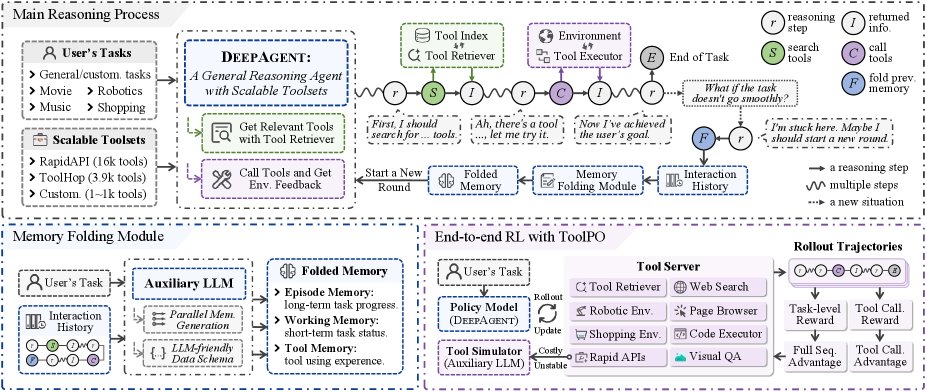 Main Reasoning Process
User's Tasks
General/custom. tasks
Movie
Robotics
Music
Shopping
Scalable Toolsets
RapidAPI (16k tools)
ToolHop (3.9k tools)
Custom. (1~1k tools)
DEEPAGENT:
A General Reasoning Agent
with Scalable Toolsets
Get Relevant Tools
with Tool Retriever
Call Tools and Get
Env. Feedback
Tool Index
Tool Retriever
Environment
Tool Executor
E
End of Task
r
S
I
r
C
I
r
First, I should
search for ... tools.
Ah, there's a tool
..., let me try it.
Now I've achieved
the user's goal.
What if the task
doesn't go smoothly?
F
r
I'm stuck here. Maybe I
should start a new round.
Start a New
Round
Folded
Memory
Memory
Folding Module
Interaction
History
r
reasoning
step
I
returned
info.
S
search
tools
C
call
tools
F
fold prev.
memory
a reasoning step
multiple steps
a new situation
Memory Folding Module
User's Task
Interaction
History
r
S
I
r
F
r
I
C
Auxiliary LLM
Parallel Mem.
Generation
{..}
LLM-friendly
Data Schema
Folded Memory
Episode Memory:
long-term task progress.
Working Memory:
short-term task status.
Tool Memory:
tool using experence.
End-to-end RL with ToolPO
User's Task
Policy Model
(DEEPAGENT)
Rollout
Update
Tool Simulator
(Auxiliary LLM)
Costly
Unstable
Tool Server
Tool Retriever
Web Search
Robotic Env.
Page Browser
Shopping Env.
Code Executor
Rapid APIs
Visual QA
Rollout Trajectories
r
r
C
I
r
E
Task-level
Reward
Tool Call.
Reward
Full Seq.
Advantage
Tool Call.
Advantage